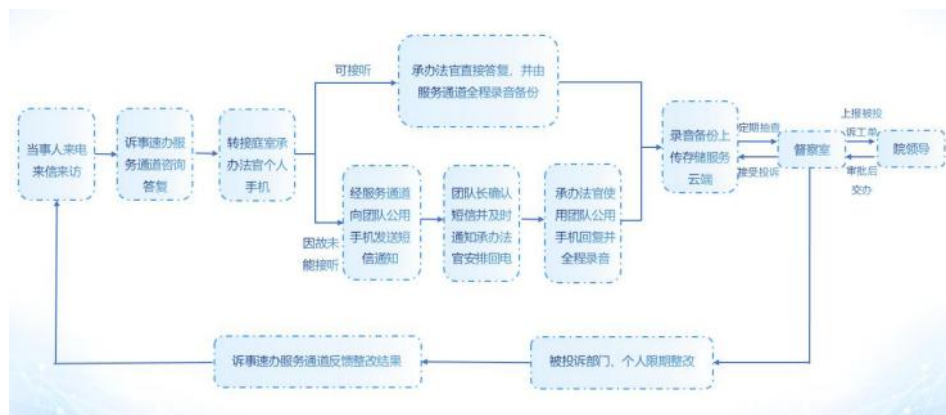 当事人来电
来信来访
诉事速办服
务通道咨询
答复
转接庭室承
办法官个人
手机
可接听
承办法官直接答复，并由
服务通道全程录音备份
因故未
能接听
经服务通道
向团队公用
手机发送短
信通知
团队长确认
短信并及时
通知承办法
官安排回电
承办法官使
用团队公用
手机回复并
全程录音
录音备份上
传存储服务
云端
定期抽查
接受投诉
督察室
上报被投
诉工单
审批后
交办
院领导
被投诉部门、个人限期整改
诉事速办服务通道反馈整改结果